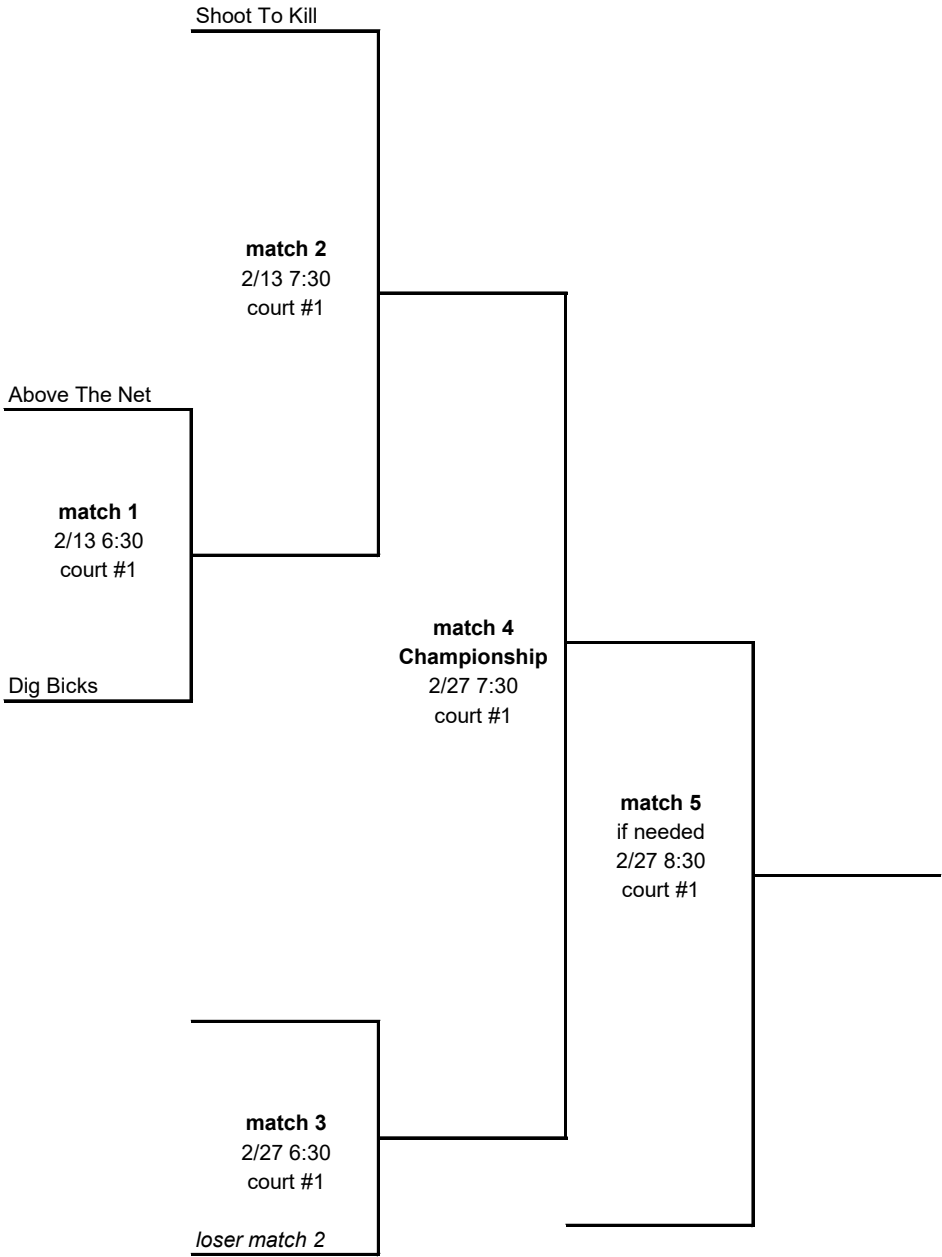 Shoot To Kill
match 2
2/13 7:30
court #1
Above The Net
match 1
2/13 6:30
court #1
Dig Bicks
match 4
Championship
2/27 7:30
court #1
match 5
if needed
2/27 8:30
court #1
match 3
2/27 6:30
court #1
loser match 2